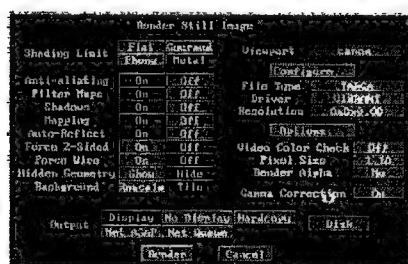 Render Still Image
Shading Limit Flat Gouraud
Phong Metal
Anti-aliasing On Off
Filter Maps On Off
Shadows On Off
Mapping On Off
Auto-Reflect On Off
Force 2-Sided On Off
Force Wire On Off
Hidden Geometry Show Hide
Background Rescale Tile
Viewport
Configure
File Type TARGA
Driver
Resolution
Options
Video Color Check Off
Pixel Size 1.10
Render Alpha No
Gamma Correction On
Output Display No Display Hardcopy Disk
Net ASAP Net Queue
Render Cancel